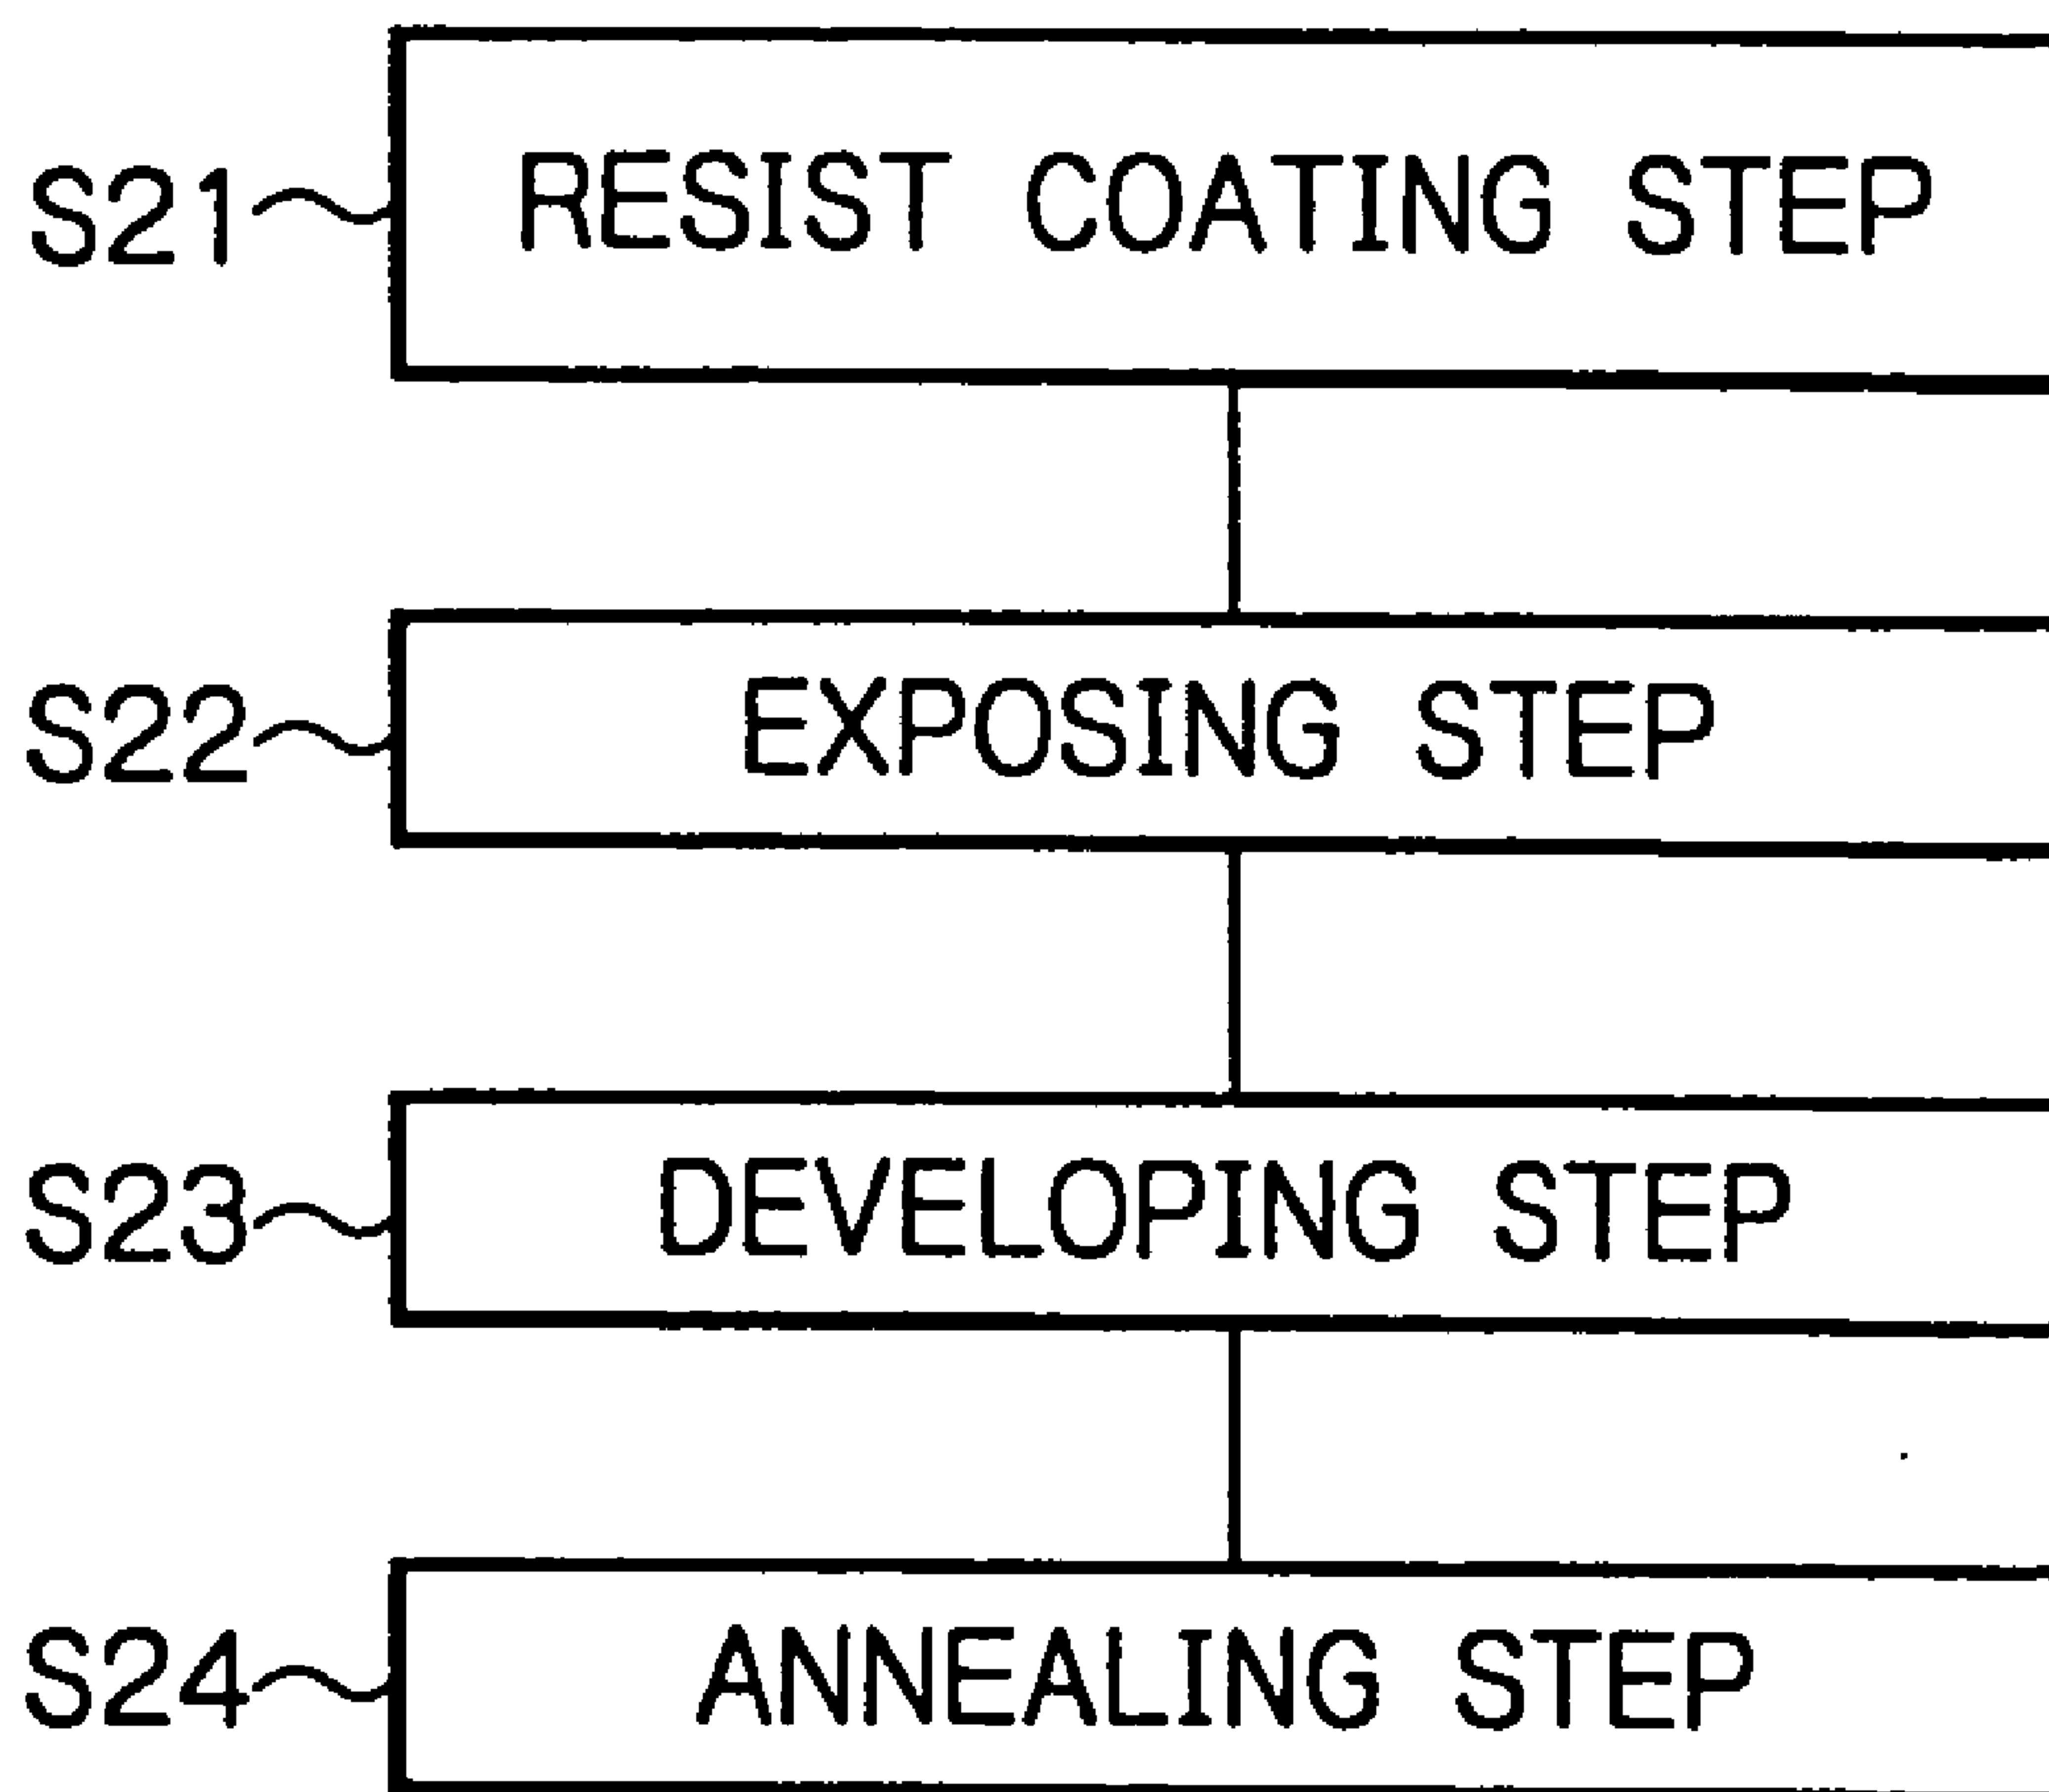 S21 RESIST COATING STEP
S22 EXPOSING STEP
S23 DEVELOPING STEP
S24 ANNEALING STEP